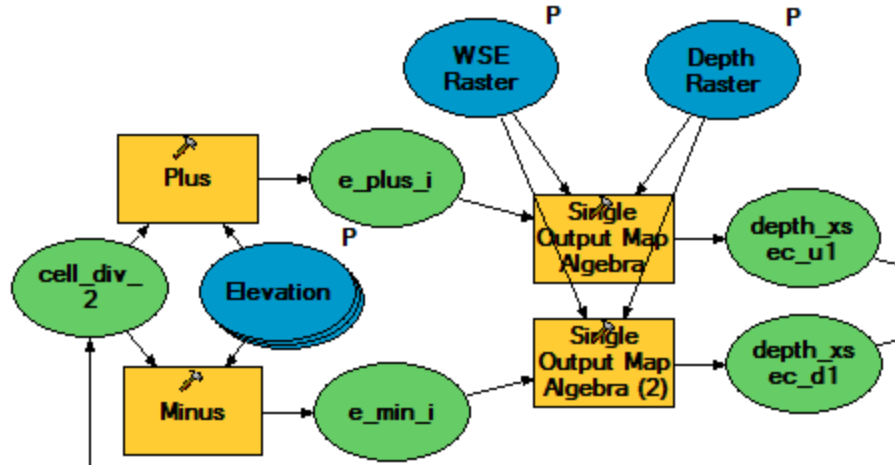 P
P
WSE
Raster
Depth
Raster
Plus
e_plus_i
Single
Output Map
Algebra
depth_xs
ec_u1
P
cell_div_
2
Elevation
Single
Output Map
Algebra (2)
depth_xs
ec_d1
Minus
e_min_i